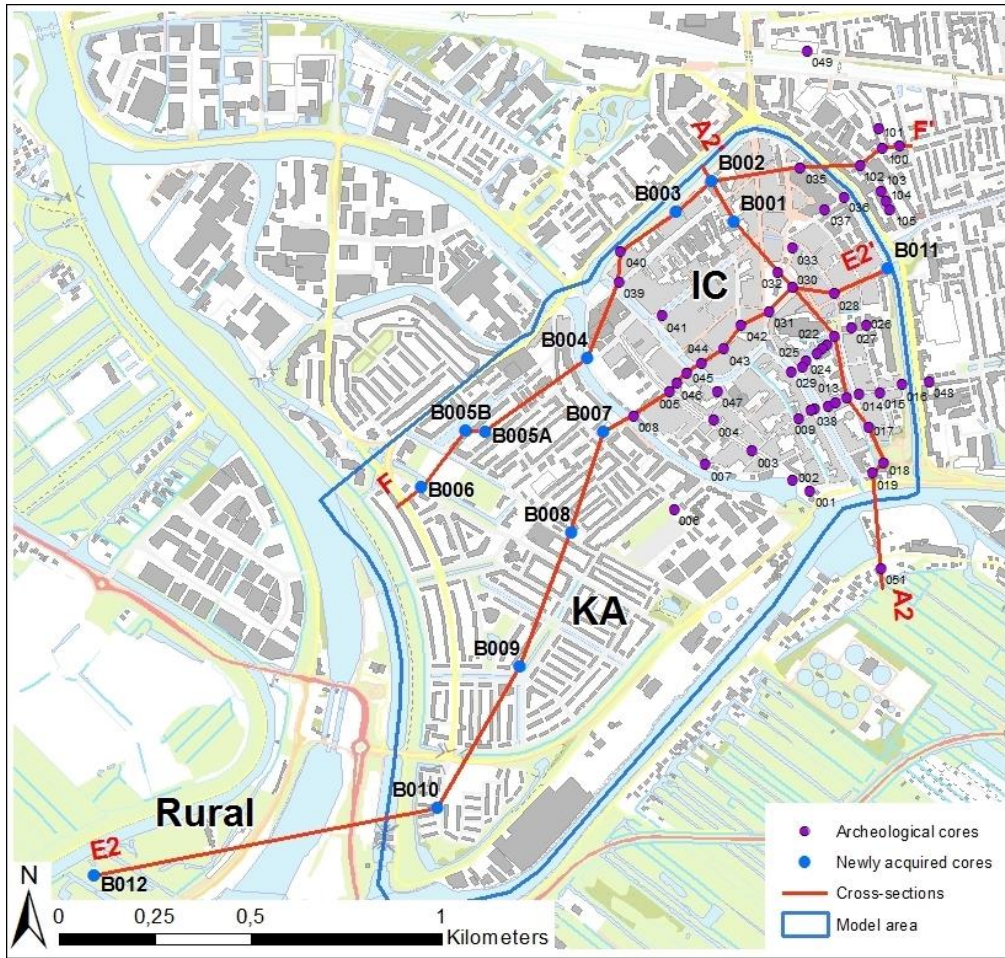 049
101
F'
100
A2'
B002
035
102
103
B003
104
036
B001
037
105
E2'
B011
033
040
032
030
IC
039
028
041
031
026
042
022
027
044
B004
043
025
024
045
029
B005B
046
047
013
014
015
016
048
B007
005
B005A
008
004
009
038
017
003
F
B006
007
018
002
019
001
006
B008
051
KA
A2
B009
B010
Rural
E2
B012
N
0 0,25 0,5 1
Kilometers
Archeological cores
Newly acquired cores
Cross-sections
Model area